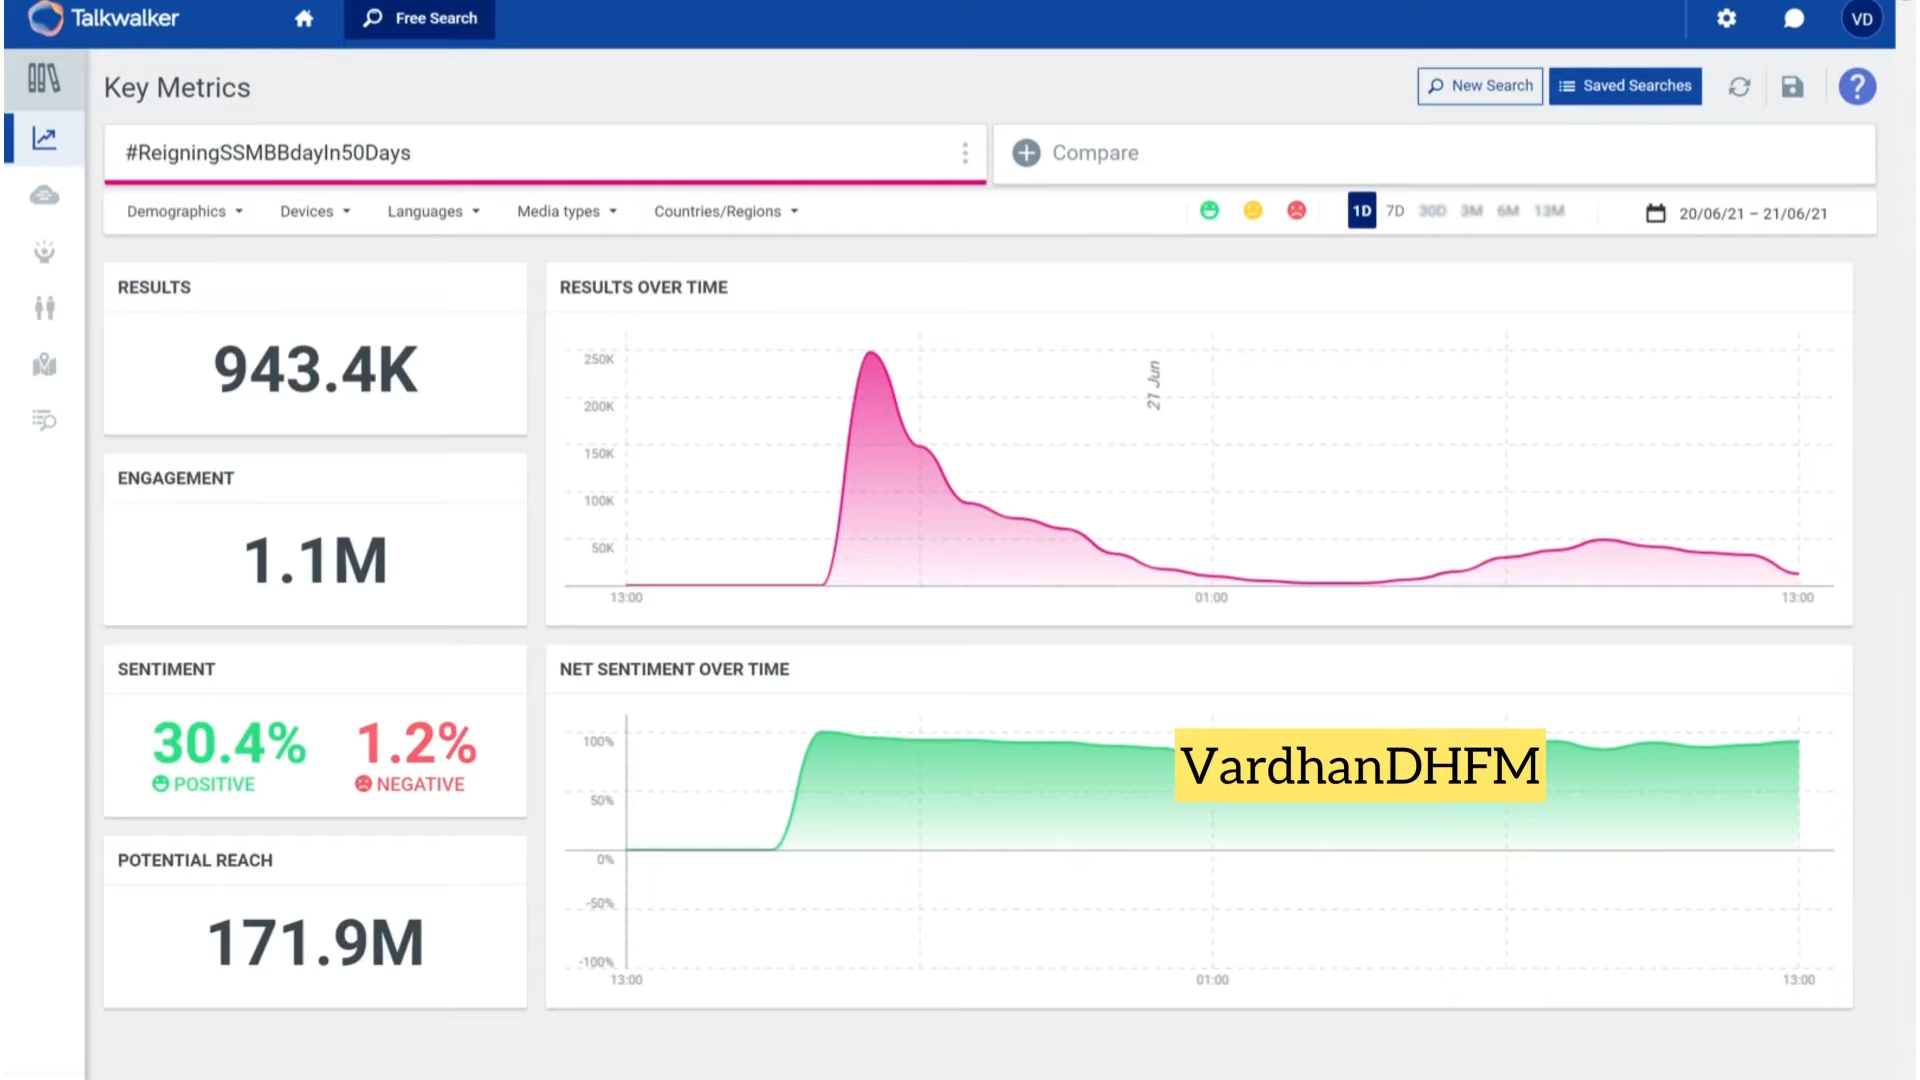 Talkwalker
Free Search
VD
Key Metrics
New Search
Saved Searches
?
#ReigningSSMBBdayIn50Days
Compare
Demographics
Devices
Languages
Media types
Countries/Regions
1D 7D 30D 3M 6M 13M
20/06/21 – 21/06/21
RESULTS
943.4K
RESULTS OVER TIME
250K
200K
150K
100K
50K
21 Jun
13:00 01:00 13:00
ENGAGEMENT
1.1M
SENTIMENT
30.4% 1.2%
POSITIVE NEGATIVE
NET SENTIMENT OVER TIME
100%
50%
0%
-50%
-100%
13:00 01:00 13:00
VardhanDHFM
POTENTIAL REACH
171.9M